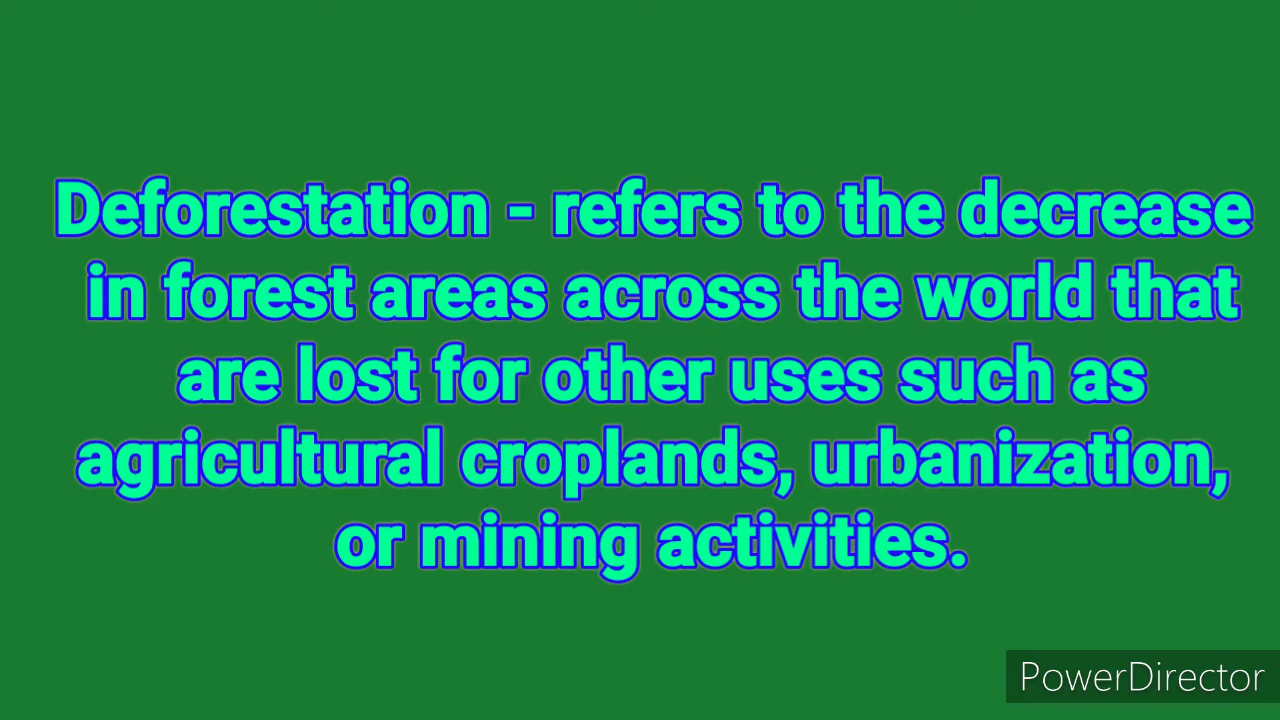 Deforestation - refers to the decrease
in forest areas across the world that
are lost for other uses such as
agricultural croplands, urbanization,
or mining activities.
PowerDirector